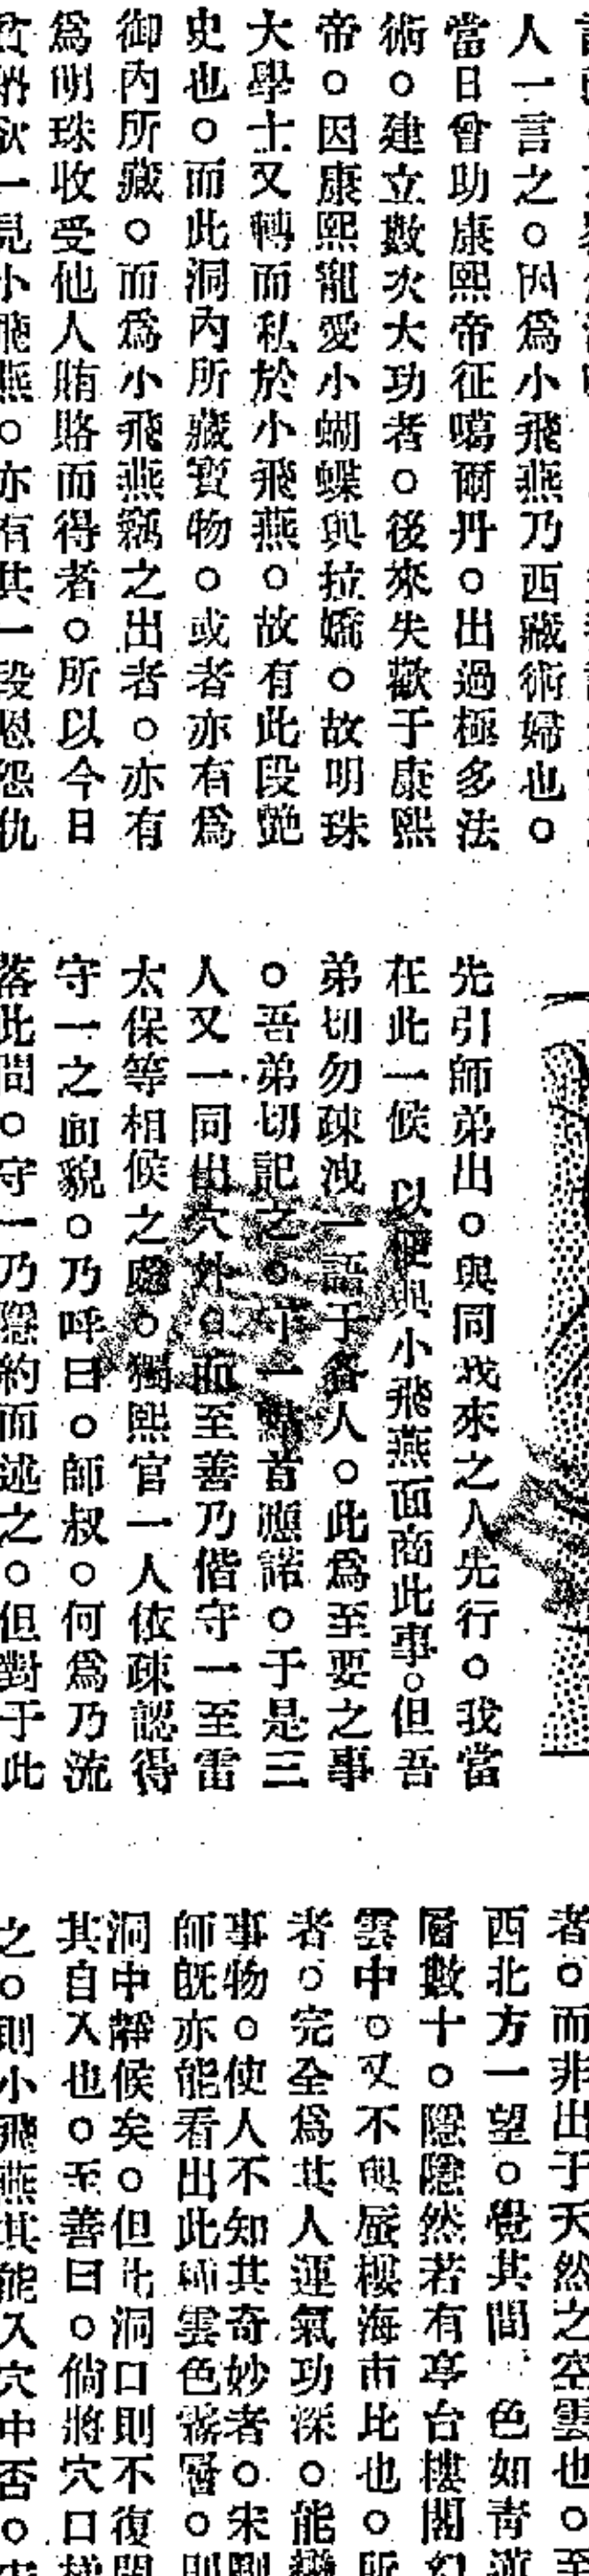 人一言之。因爲小飛燕乃西藏術婦也。
當日曾助康熙帝征噶爾丹。出過極多法
術。建立數次大功者。後來失歡于康熙
帝。因康熙寵愛小蝴蝶與拉嬌。故明珠
大學士又轉而私於小飛燕。故有此段艷
史也。而此洞內所藏寶物。或者亦有爲
御內所藏。而爲小飛燕竊之出者。亦有
爲明珠收受他人賄賂而得者。所以今日
欲一見小飛燕。亦有其一段恩怨仇
先引師弟出。與同我來之人先行。我當
在此一候 以便與小飛燕面商此事。但吾
弟切勿疎洩一語于各人。此爲至要之事
。吾弟切記之。守一點首應諾。于是三
人又一同出穴外。而至善乃偕守一至雷
太保等相候之處。獨熙官一人依疎認得
守一之面貌。乃呼曰。師叔。何爲乃流
落此間。守一乃隱約而述之。但對于此
者。而非出于天然之空雲也。至
西北方一望。覺其間 色如靑
層數十。隱隱然若有亭台樓閣幻
雲中。又不與蜃樓海市比也。所
者。完全爲其人運氣功深。能
事物。使人不知其奇妙者。宋
師既亦能看出此種雲色霧層。則
洞中靜候矣。但此洞口則不復開
其自入也。至善曰。倘將穴口
之。則小飛燕其能入穴中否。